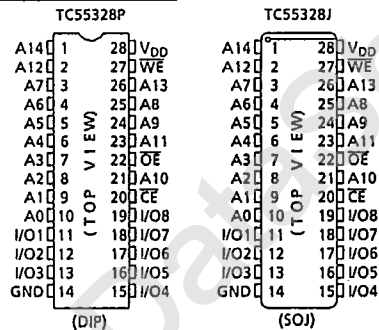 TC55328P
A14 1 28 VDD
A12 2 27 WE
A7 3 26 A13
A6 4 25 A8
A5 5 24 A9
A4 6 23 A11
A3 7 22 OE
A2 8 21 A10
A1 9 20 CE
A0 10 19 I/O8
I/O1 11 18 I/O7
I/O2 12 17 I/O6
I/O3 13 16 I/O5
GND 14 15 I/O4
(TOP VIEW)
(DIP)
TC55328J
A14 1 28 VDD
A12 2 27 WE
A7 3 26 A13
A6 4 25 A8
A5 5 24 A9
A4 6 23 A11
A3 7 22 OE
A2 8 21 A10
A1 9 20 CE
A0 10 19 I/O8
I/O1 11 18 I/O7
I/O2 12 17 I/O6
I/O3 13 16 I/O5
GND 14 15 I/O4
(TOP VIEW)
(SOJ)